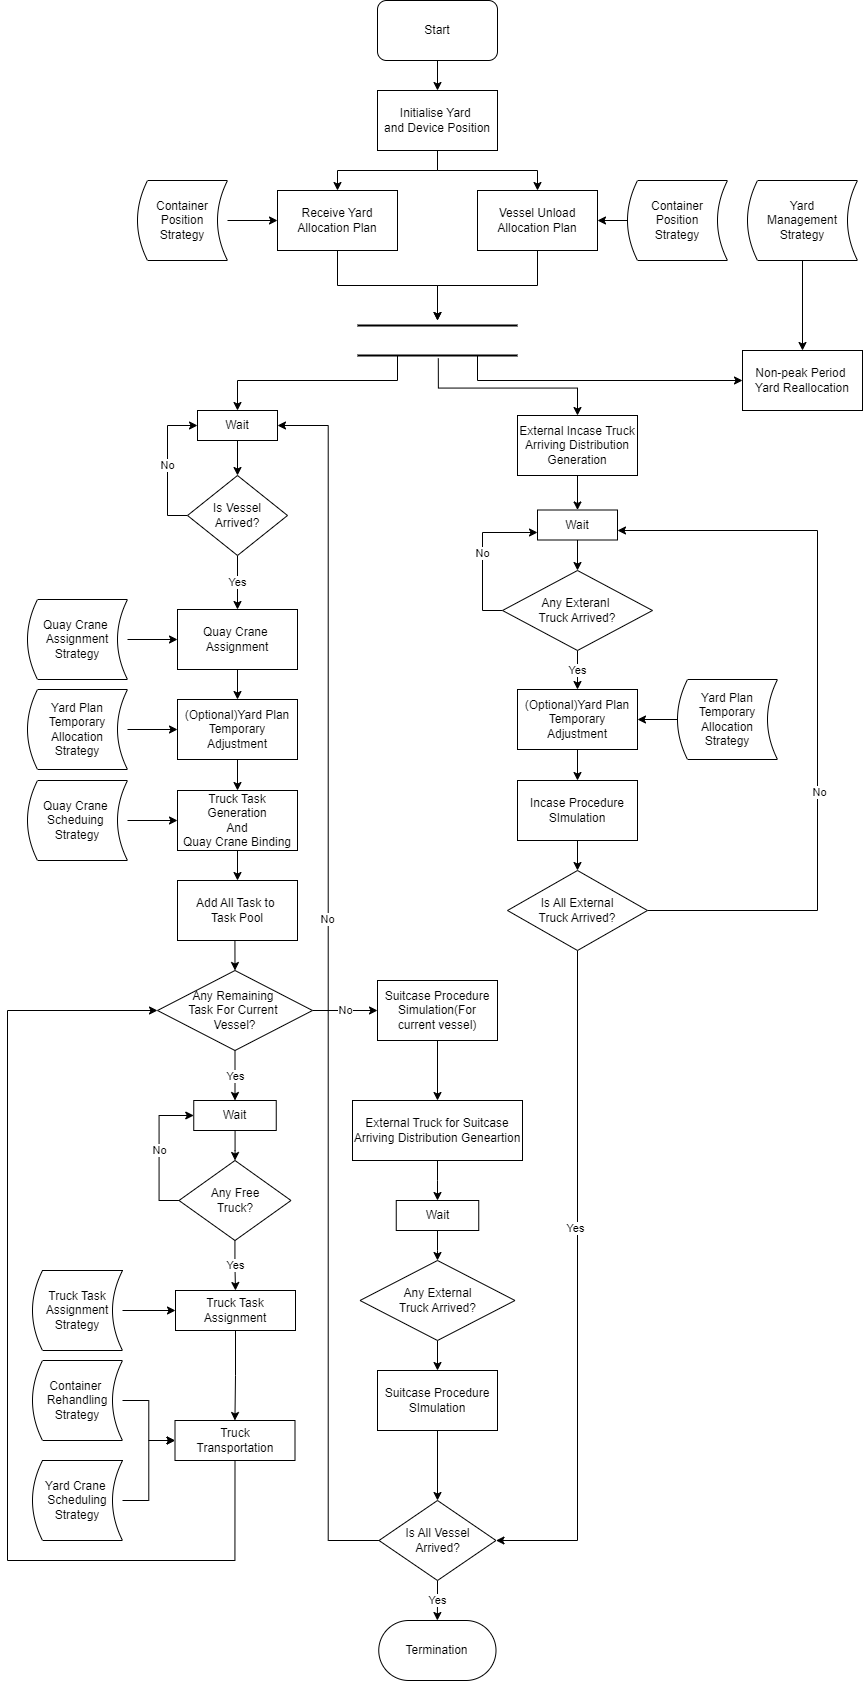 Start
Initialise Yard
and Device Position
Container
Position
Strategy
Receive Yard
Allocation Plan
Vessel Unload
Allocation Plan
Container
Position
Strategy
Yard
Management
Strategy
Non-peak Period
Yard Reallocation
Wait
No
Is Vessel
Arrived?
Yes
External Incase Truck
Arriving Distribution
Generation
Wait
No
Any Exteranl
Truck Arrived?
Yes
Quay Crane
Assignment
Strategy
Quay Crane
Assignment
Yard Plan
Temporary
Allocation
Strategy
(Optional)Yard Plan
Temporary
Adjustment
(Optional)Yard Plan
Temporary
Adjustment
Yard Plan
Temporary
Allocation
Strategy
Quay Crane
Scheduing
Strategy
Truck Task
Generation
And
Quay Crane Binding
Incase Procedure
SImulation
No
Add All Task to
Task Pool
No
Is All External
Truck Arrived?
Any Remaining
Task For Current
Vessel?
No
Suitcase Procedure
Simulation(For
current vessel)
Yes
Wait
No
Any Free
Truck?
Yes
External Truck for Suitcase
Arriving Distribution Geneartion
Wait
Yes
Any External
Truck Arrived?
Truck Task
Assignment
Strategy
Truck Task
Assignment
Container
Rehandling
Strategy
Suitcase Procedure
SImulation
Truck
Transportation
Yard Crane
Scheduling
Strategy
Is All Vessel
Arrived?
Yes
Termination